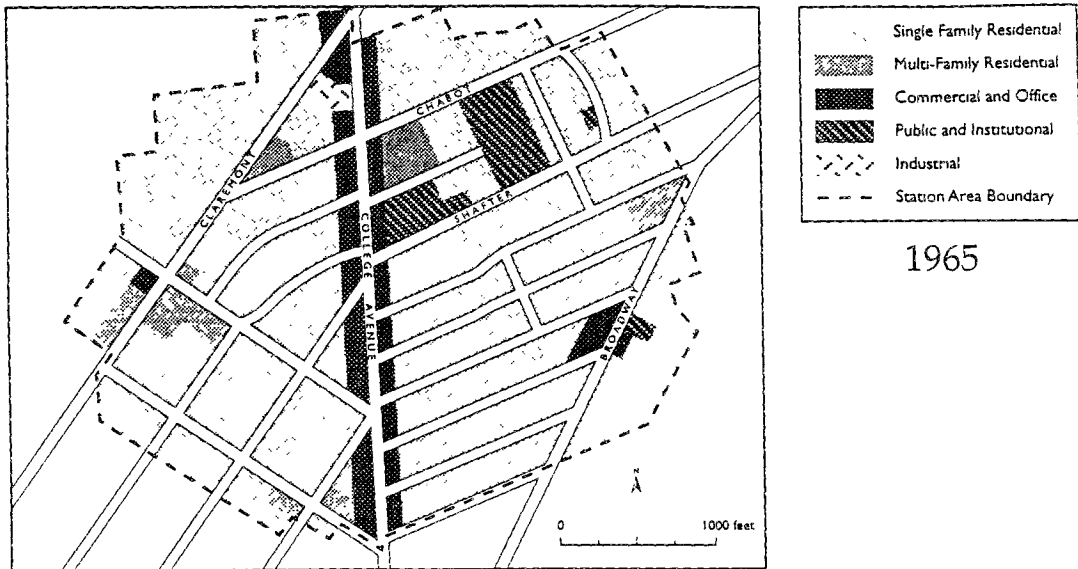 CLAREMONT
CHABOT
COLLEGE AVENUE
SHAFTER
BROADWAY
N
0 1000 feet
Single Family Residential
Multi-Family Residential
Commercial and Office
Public and Institutional
Industrial
Station Area Boundary
1965